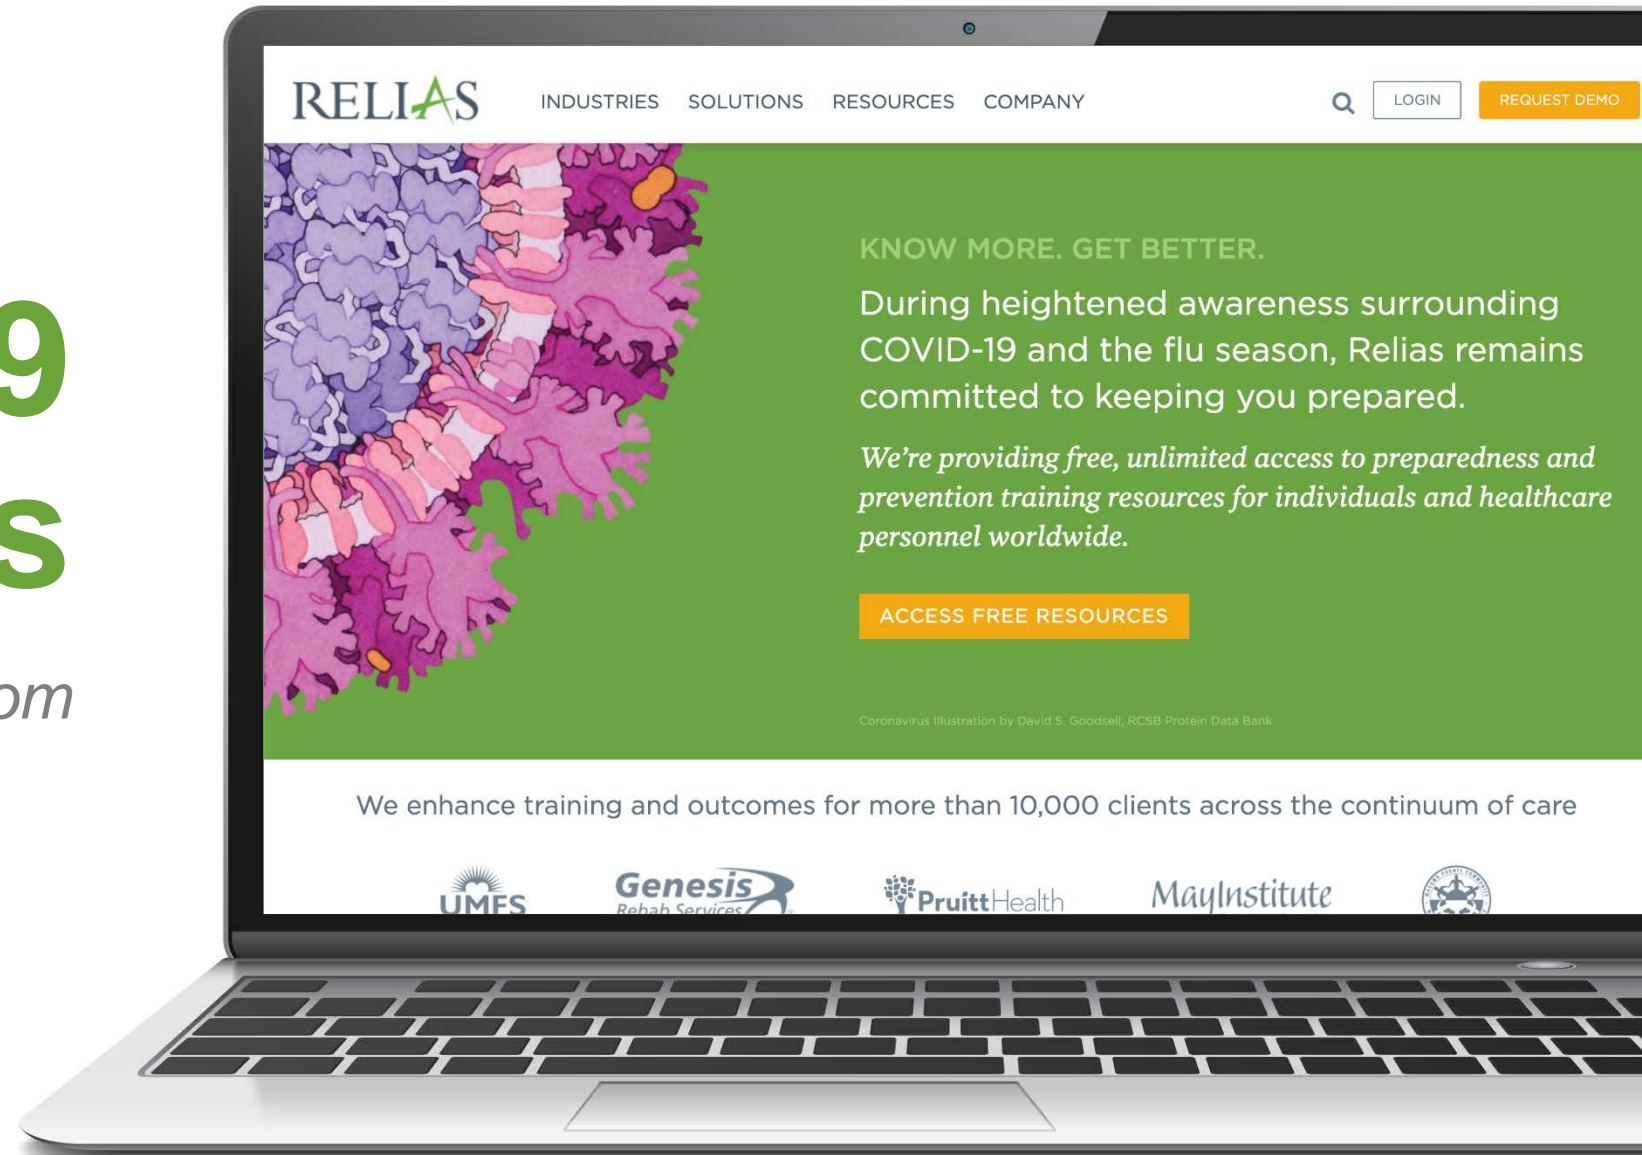 9
s
om
RELIAS
INDUSTRIES SOLUTIONS RESOURCES COMPANY
LOGIN
REQUEST DEMO
KNOW MORE. GET BETTER.
During heightened awareness surrounding
COVID-19 and the flu season, Relias remains
committed to keeping you prepared.
We’re providing free, unlimited access to preparedness and
prevention training resources for individuals and healthcare
personnel worldwide.
ACCESS FREE RESOURCES
Coronavirus Illustration by David S. Goodsell, RCSB Protein Data Bank
We enhance training and outcomes for more than 10,000 clients across the continuum of care
UMFS
Genesis
Rehab Services
PruittHealth
MayInstitute